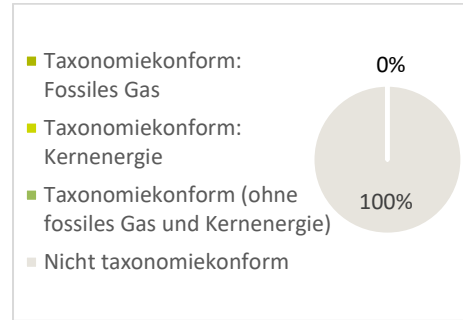 Taxonomiekonform:
Fossiles Gas
Taxonomiekonform:
Kernenergie
Taxonomiekonform (ohne
fossiles Gas und Kernenergie)
Nicht taxonomiekonform
0%
100%